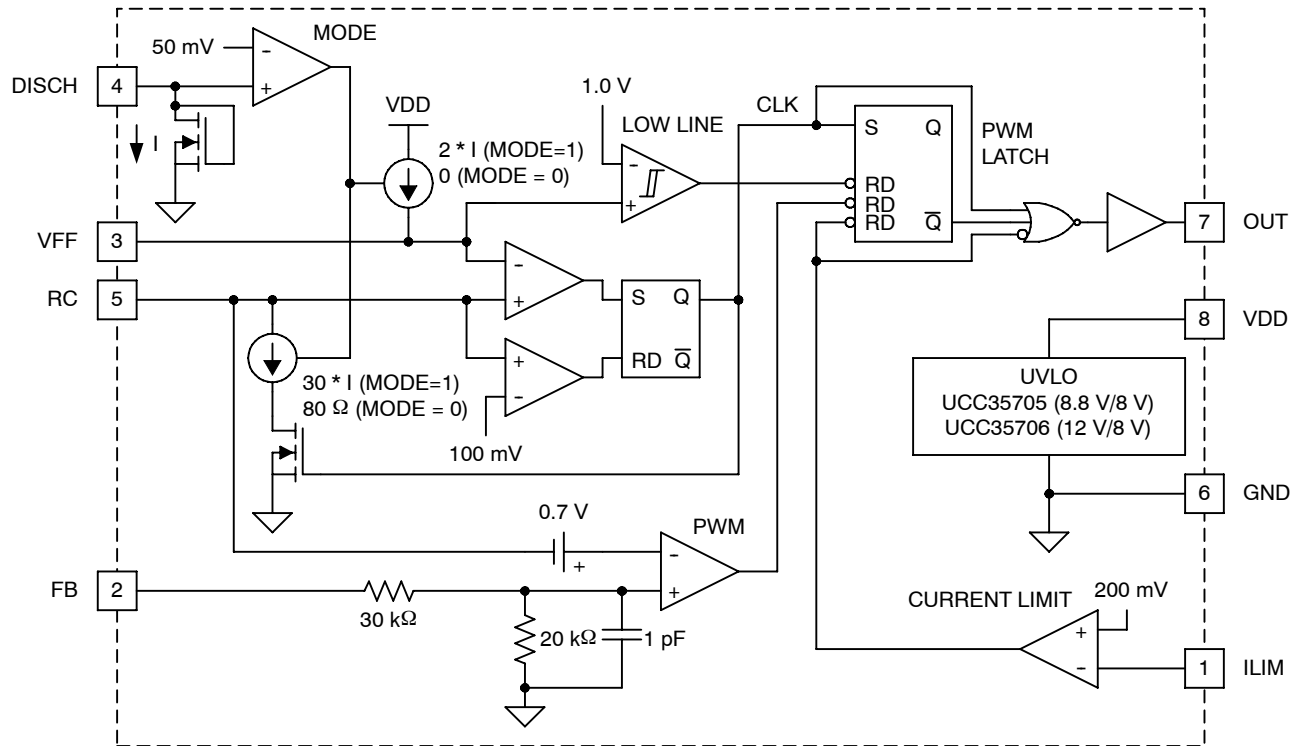 MODE
50 mV
-
+
DISCH
4
I
VDD
2 * I (MODE=1)
0 (MODE = 0)
1.0 V
LOW LINE
-
+
CLK
S
Q
RD
RD
RD
Q
PWM
LATCH
7
OUT
VFF
3
RC
5
-
+
+
-
S
Q
RD
Q
30 * I (MODE=1)
80 Ω (MODE = 0)
100 mV
8
VDD
UVLO
UCC35705 (8.8 V/8 V)
UCC35706 (12 V/8 V)
6
GND
0.7 V
+
PWM
-
+
FB
2
30 kΩ
20 kΩ
1 pF
CURRENT LIMIT
200 mV
+
-
1
ILIM